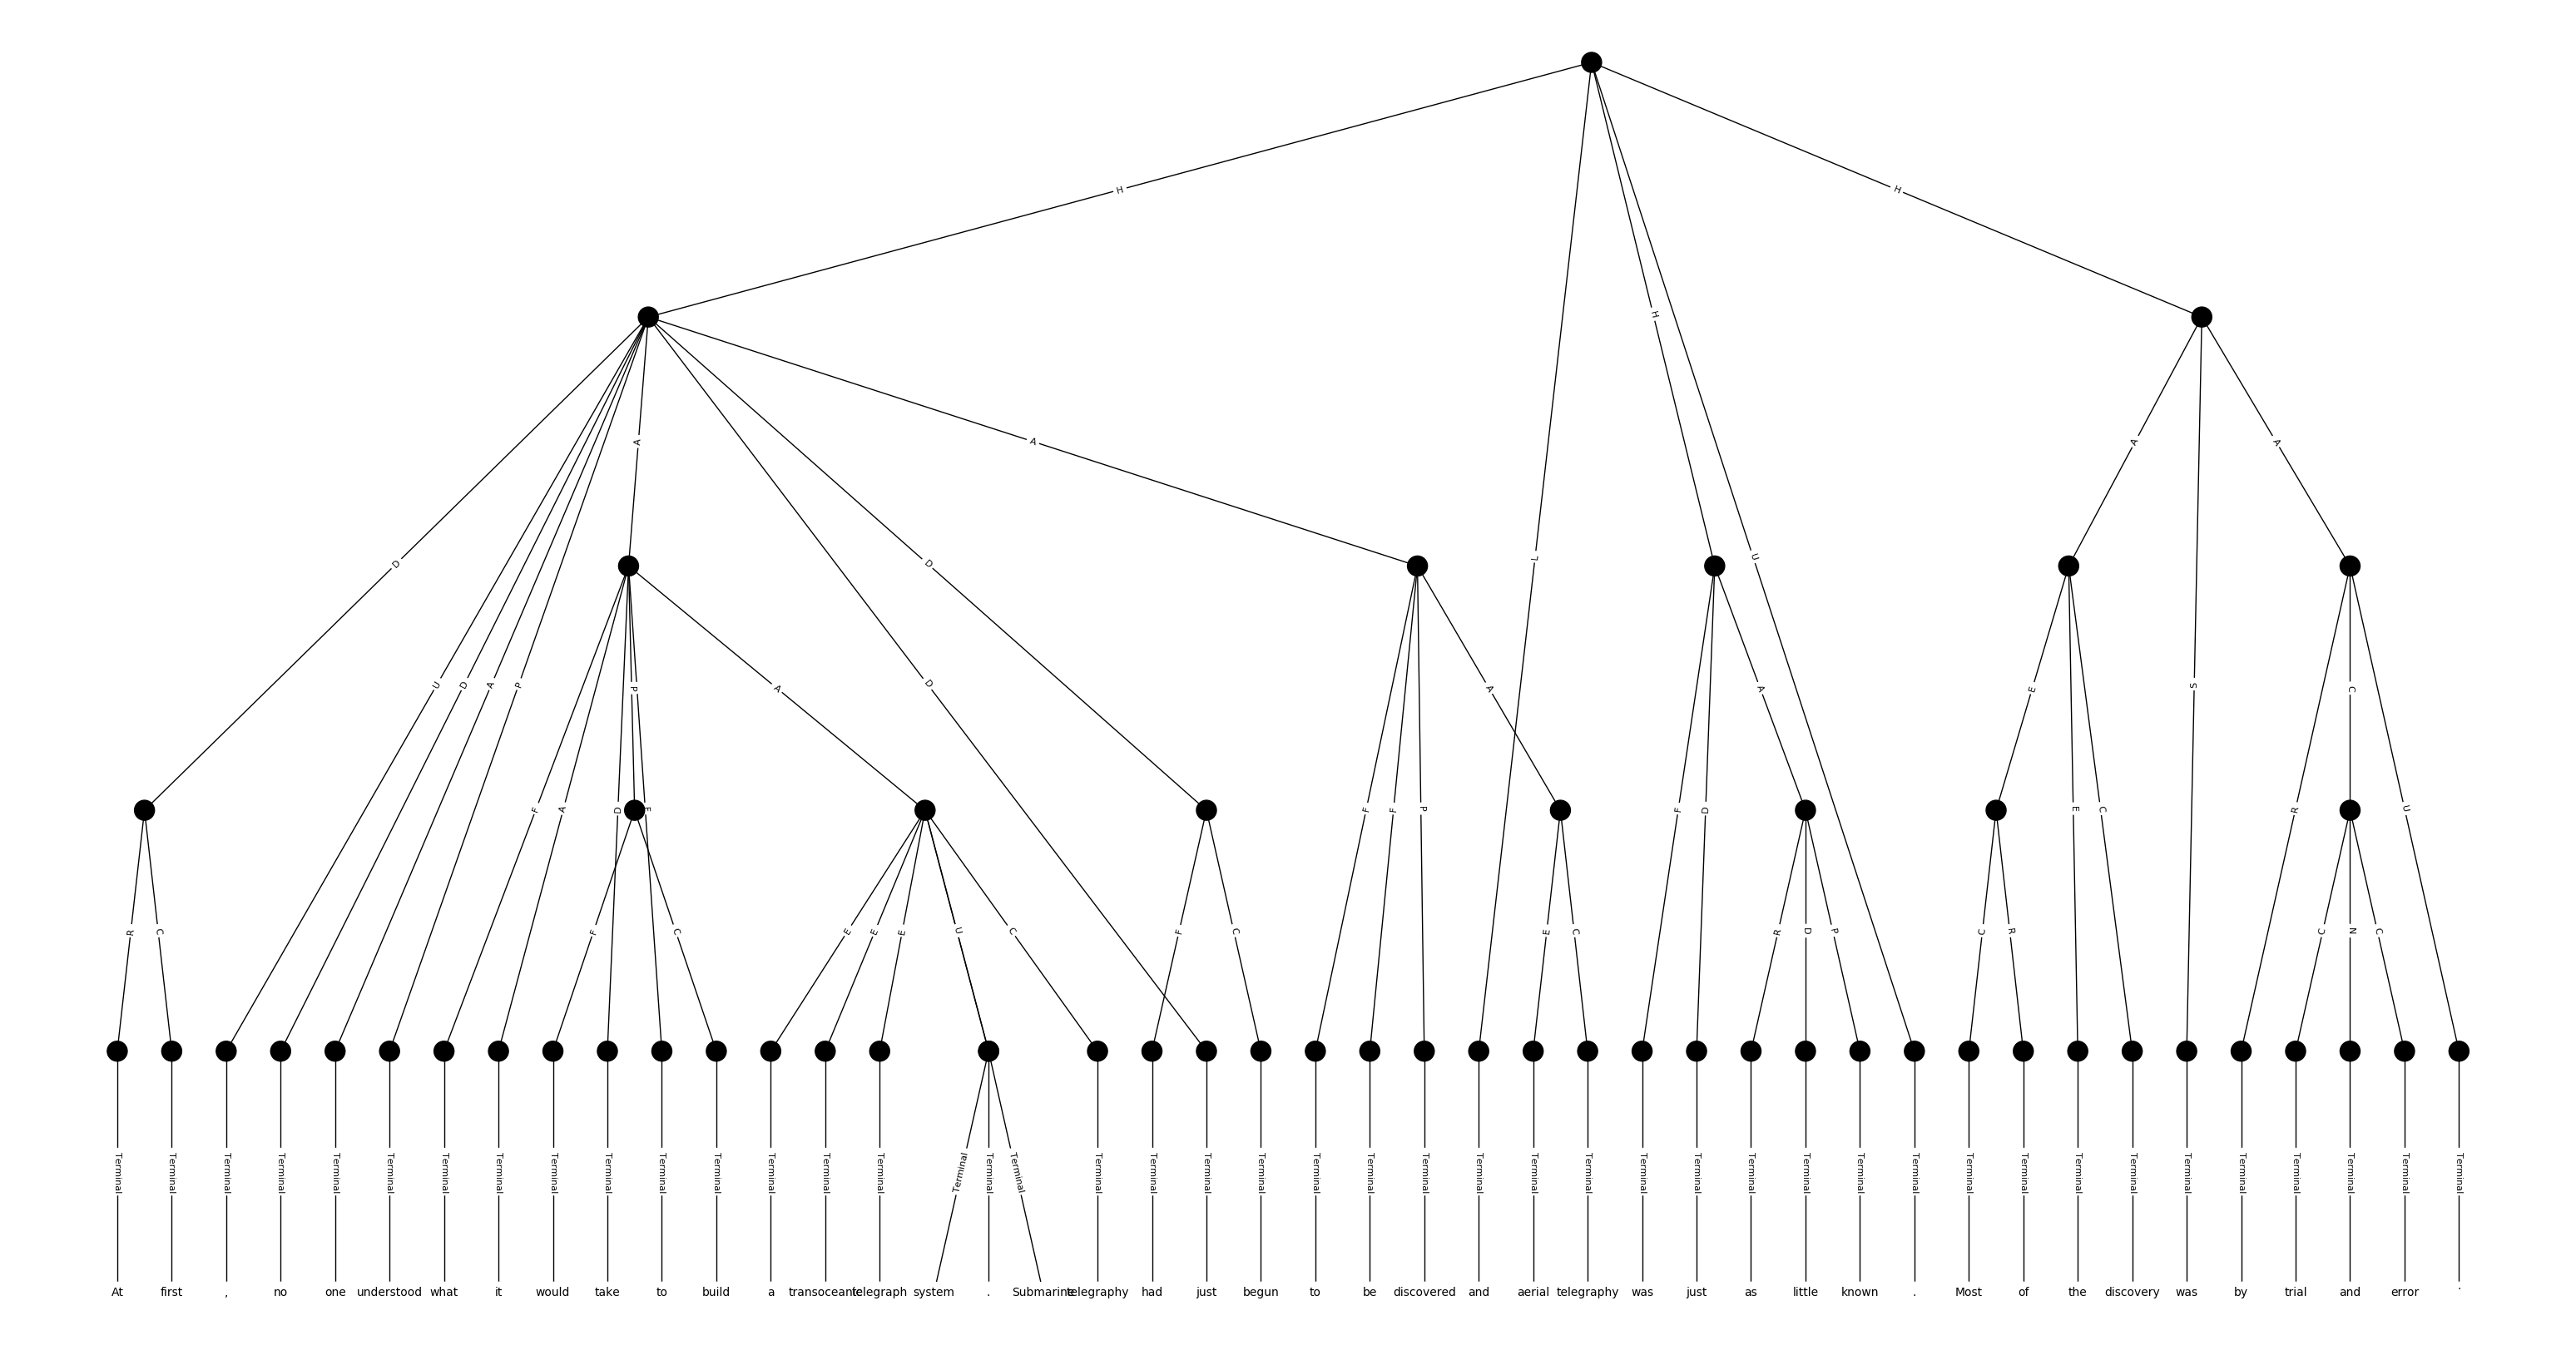 H H
H
A A A
A
D L D U
U D A P D S
P A A A E C
F A D F F F P F D R E C U
R C F C E E E U C F C E C R D P C R C N C
Terminal Terminal Terminal Terminal Terminal Terminal Terminal Terminal Terminal Terminal Terminal Terminal Terminal Terminal Terminal Terminal Terminal Terminal Terminal Terminal Terminal Terminal Terminal Terminal Terminal Terminal Terminal Terminal Terminal Terminal Terminal Terminal Terminal Terminal Terminal Terminal Terminal Terminal Terminal Terminal Terminal Terminal Terminal Terminal
At first , no one understood what it would take to build a transoceanic telegraph system . Submarine telegraphy had just begun to be discovered and aerial telegraphy was just as little known . Most of the discovery was by trial and error .